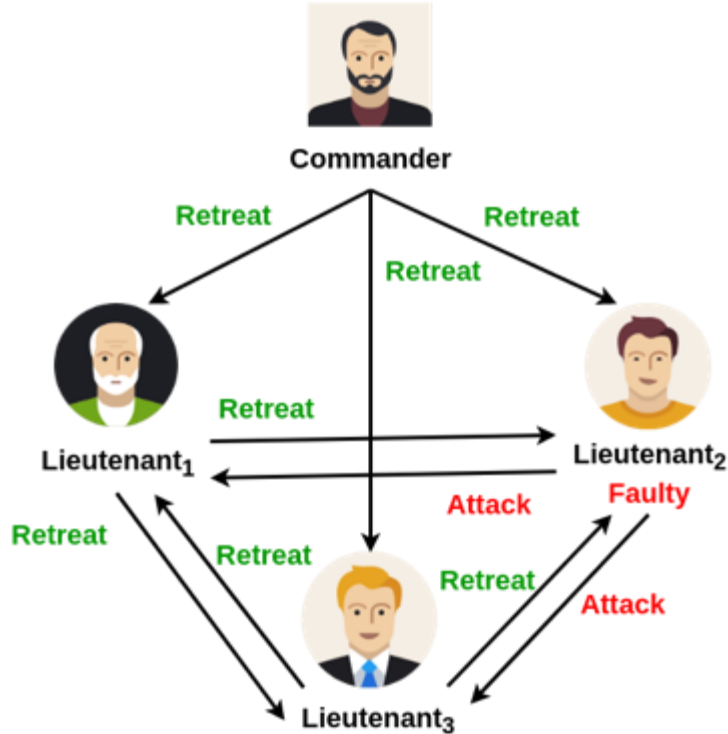 Commander
Retreat
Retreat
Retreat
Retreat
Lieutenant₁
Lieutenant₂
Faulty
Attack
Retreat
Retreat
Retreat
Attack
Lieutenant₃